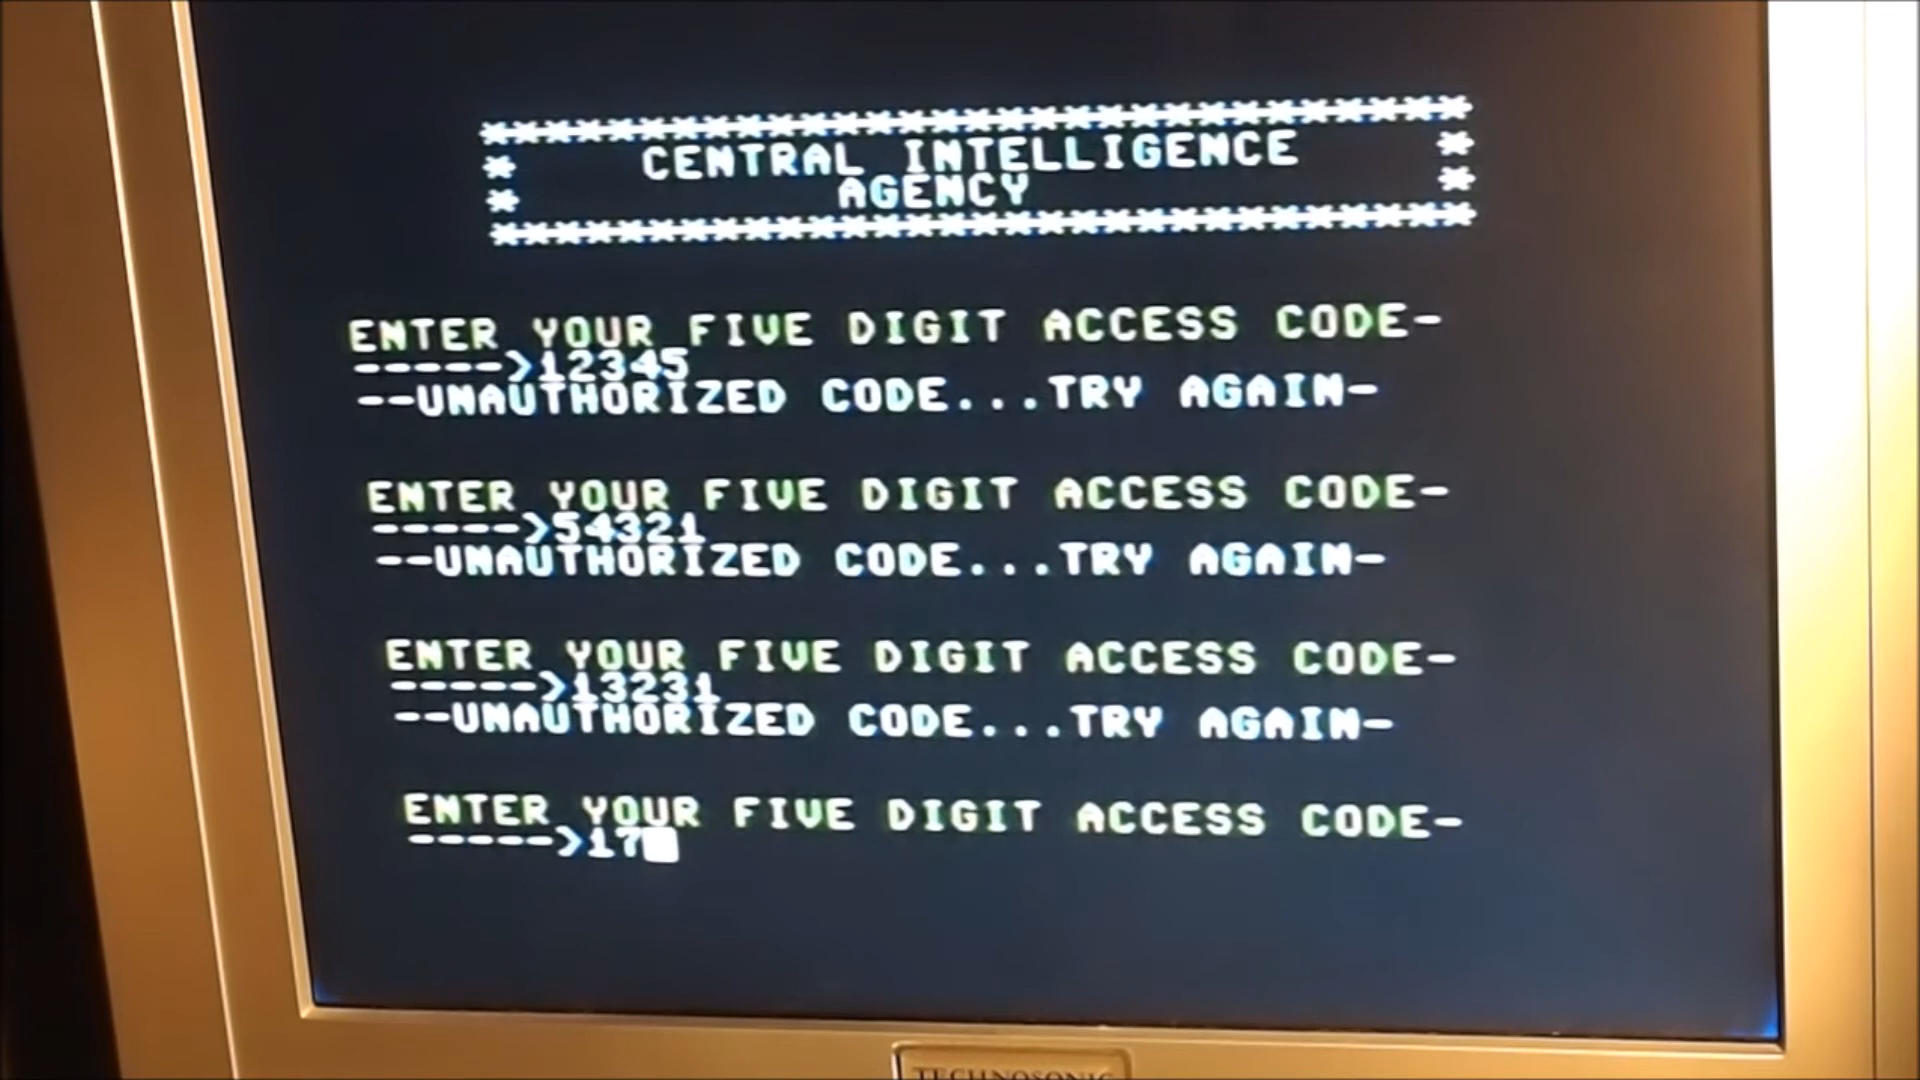 *******************************
* CENTRAL INTELLIGENCE *
* AGENCY *
*******************************
ENTER YOUR FIVE DIGIT ACCESS CODE-
----->12345
--UNAUTHORIZED CODE...TRY AGAIN-
ENTER YOUR FIVE DIGIT ACCESS CODE-
----->54321
--UNAUTHORIZED CODE...TRY AGAIN-
ENTER YOUR FIVE DIGIT ACCESS CODE-
----->13231
--UNAUTHORIZED CODE...TRY AGAIN-
ENTER YOUR FIVE DIGIT ACCESS CODE-
----->17
TECHNOSONIC